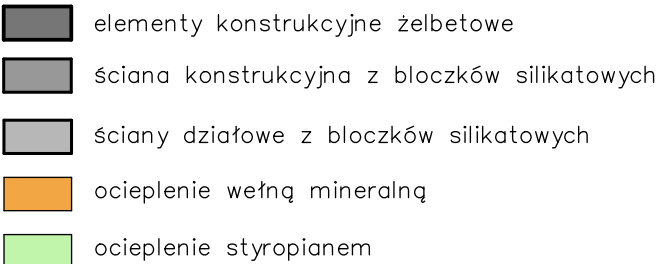 elementy konstrukcyjne żelbetowe
ściana konstrukcyjna z bloczków silikatowych
ściany działowe z bloczków silikatowych
ocieplenie wełną mineralną
ocieplenie styropianem